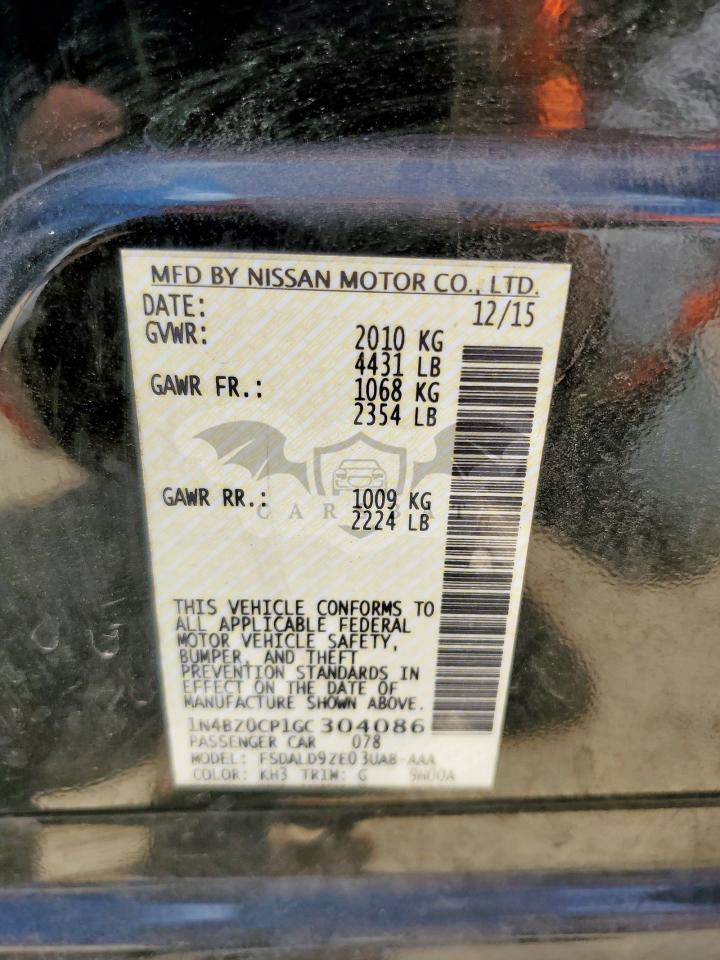 MFD BY NISSAN MOTOR CO., LTD.
DATE: 12/15
GVWR: 2010 KG
4431 LB
GAWR FR.: 1068 KG
2354 LB
GAWR RR.: 1009 KG
CAR BAT
2224 LB
THIS VEHICLE CONFORMS TO
ALL APPLICABLE FEDERAL
MOTOR VEHICLE SAFETY,
BUMPER, AND THEFT
PREVENTION STANDARDS IN
EFFECT ON THE DATE OF
MANUFACTURE SHOWN ABOVE.
1N4BZ0CP1GC304086
PASSENGER CAR 078
MODEL: FSDALD9ZE03UAB-AAA
COLOR: KH3 TRIM: G 9W00A